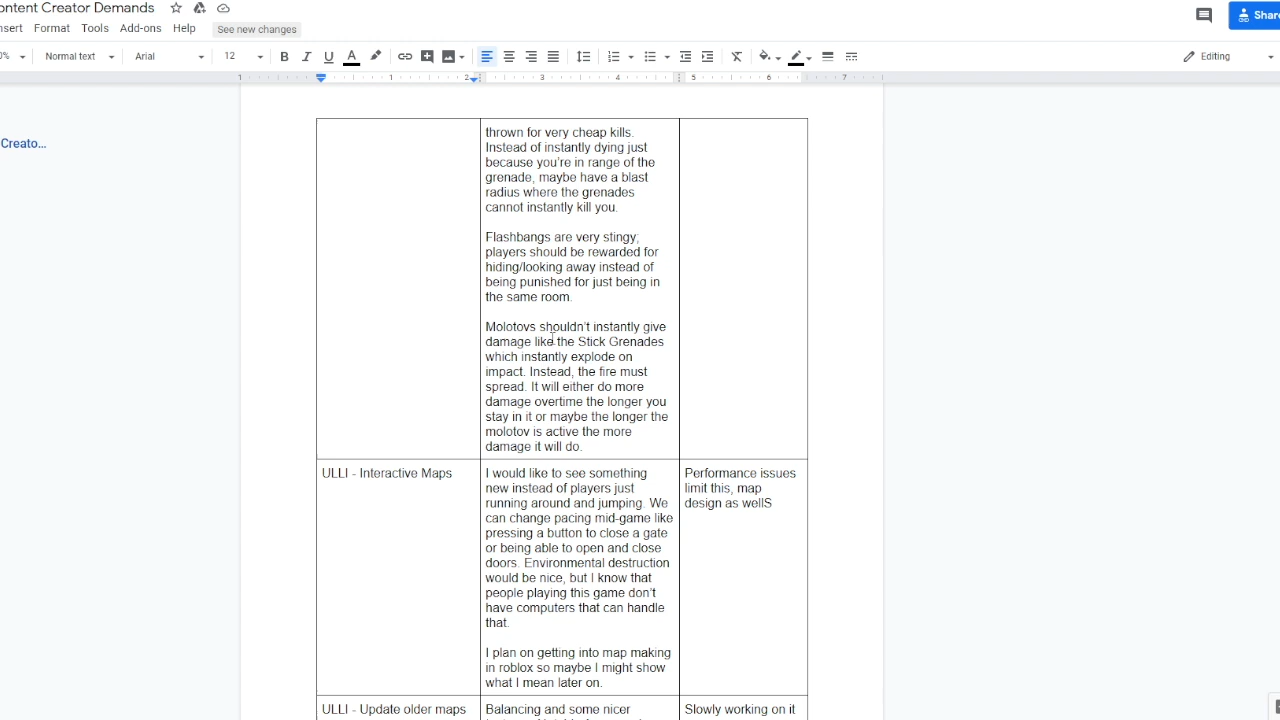 ontent Creator Demands
nsert Format Tools Add-ons Help See new changes
Share
0% Normal text Arial 12 B I U A Editing
1 1 2 3 4 5 6 7
Creato...
thrown for very cheap kills.
Instead of instantly dying just
because you're in range of the
grenade, maybe have a blast
radius where the grenades
cannot instantly kill you.
Flashbangs are very stingy;
players should be rewarded for
hiding/looking away instead of
being punished for just being in
the same room.
Molotovs shouldn't instantly give
damage like the Stick Grenades
which instantly explode on
impact. Instead, the fire must
spread. It will either do more
damage overtime the longer you
stay in it or maybe the longer the
molotov is active the more
damage it will do.
ULLI - Interactive Maps
I would like to see something
new instead of players just
running around and jumping. We
can change pacing mid-game like
pressing a button to close a gate
or being able to open and close
doors. Environmental destruction
would be nice, but I know that
people playing this game don't
have computers that can handle
that.
I plan on getting into map making
in roblox so maybe I might show
what I mean later on.
Performance issues
limit this, map
design as wellS
ULLI - Update older maps
Balancing and some nicer
Slowly working on it